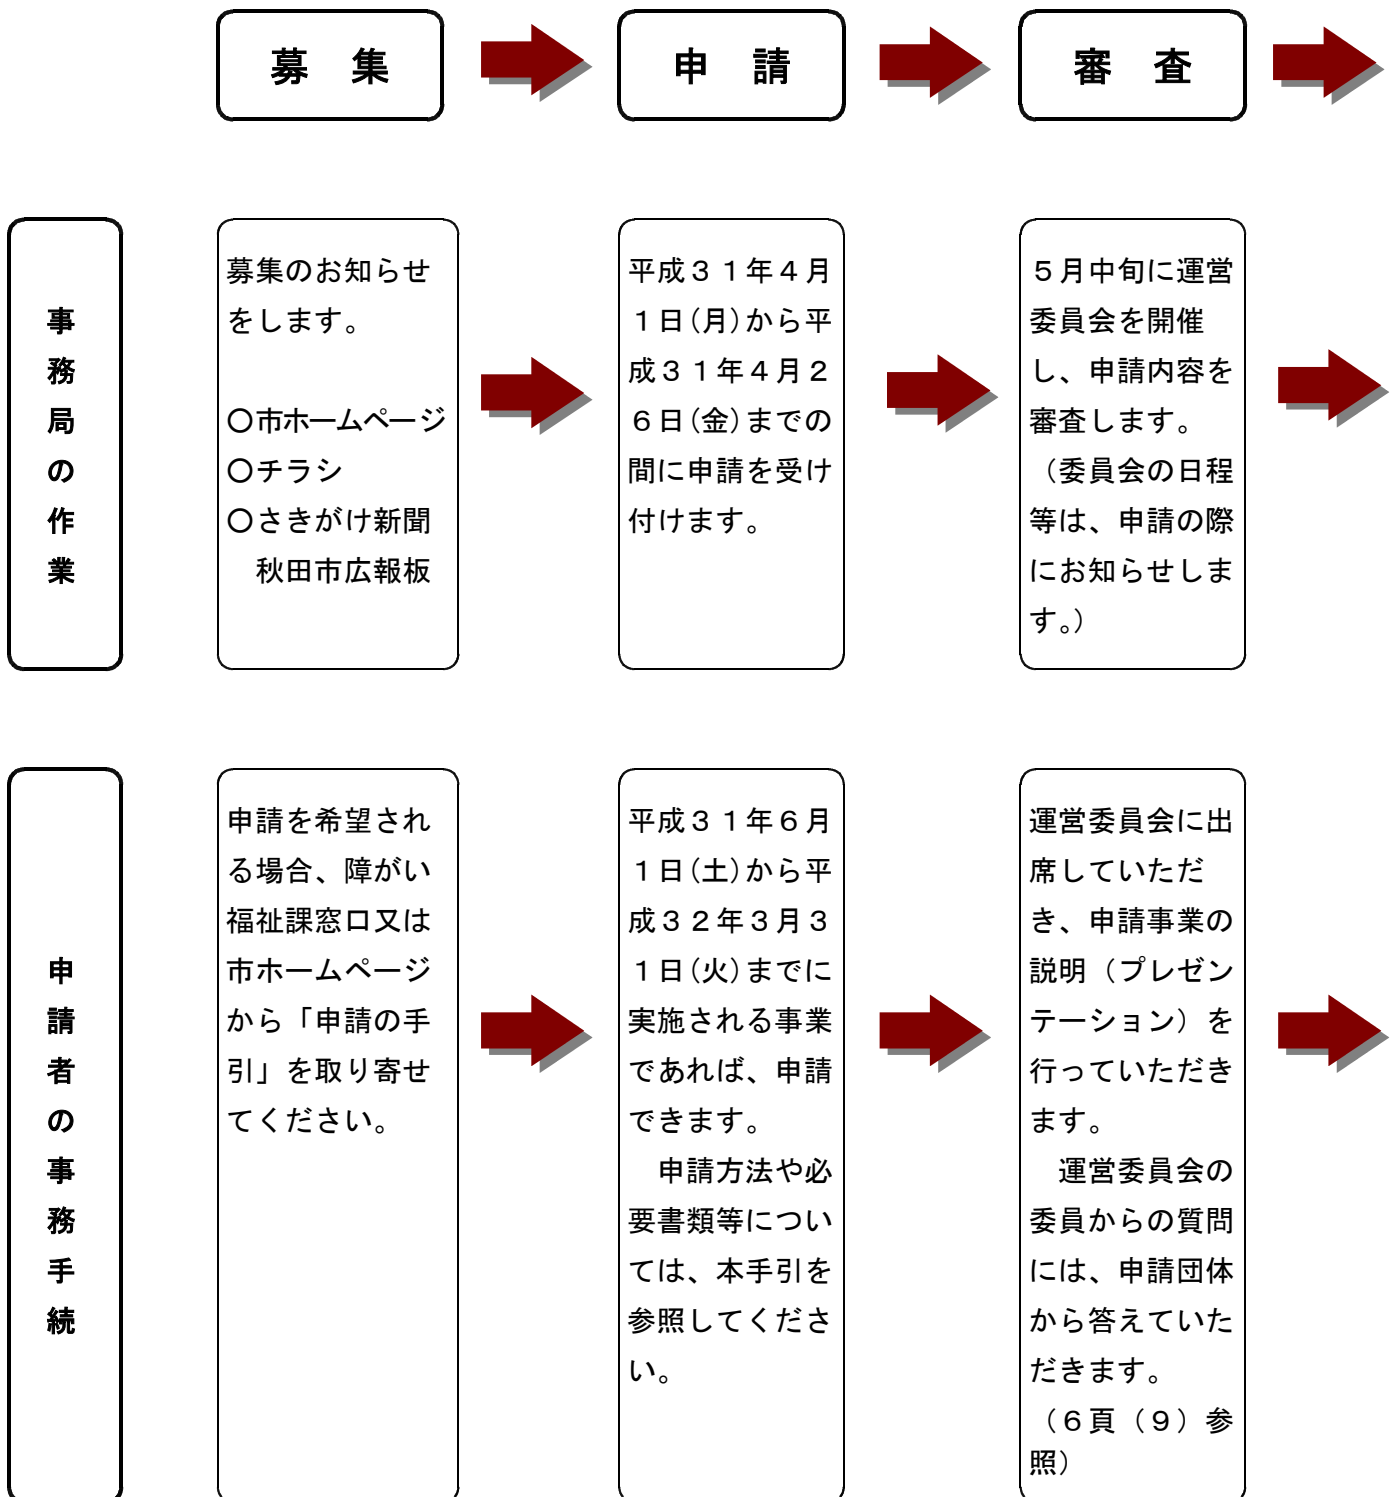 募　集
申　請
審　査
事務局の作業
募集のお知らせ
をします。
○市ホームページ
○チラシ
○さきがけ新聞
　秋田市広報板
平成３１年４月
１日(月)から平
成３１年４月２
６日(金)までの
間に申請を受け
付けます。
５月中旬に運営
委員会を開催
し、申請内容を
審査します。
（委員会の日程
等は、申請の際
にお知らせしま
す。）
申請者の事務手続
申請を希望され
る場合、障がい
福祉課窓口又は
市ホームページ
から「申請の手
引」を取り寄せ
てください。
平成３１年６月
１日(土)から平
成３２年３月３
１日(火)までに
実施される事業
であれば、申請
できます。
　申請方法や必
要書類等につい
ては、本手引を
参照してくださ
い。
運営委員会に出
席していただ
き、申請事業の
説明（プレゼン
テーション）を
行っていただき
ます。
　運営委員会の
委員からの質問
には、申請団体
から答えていた
だきます。
（６頁（９）参
照）